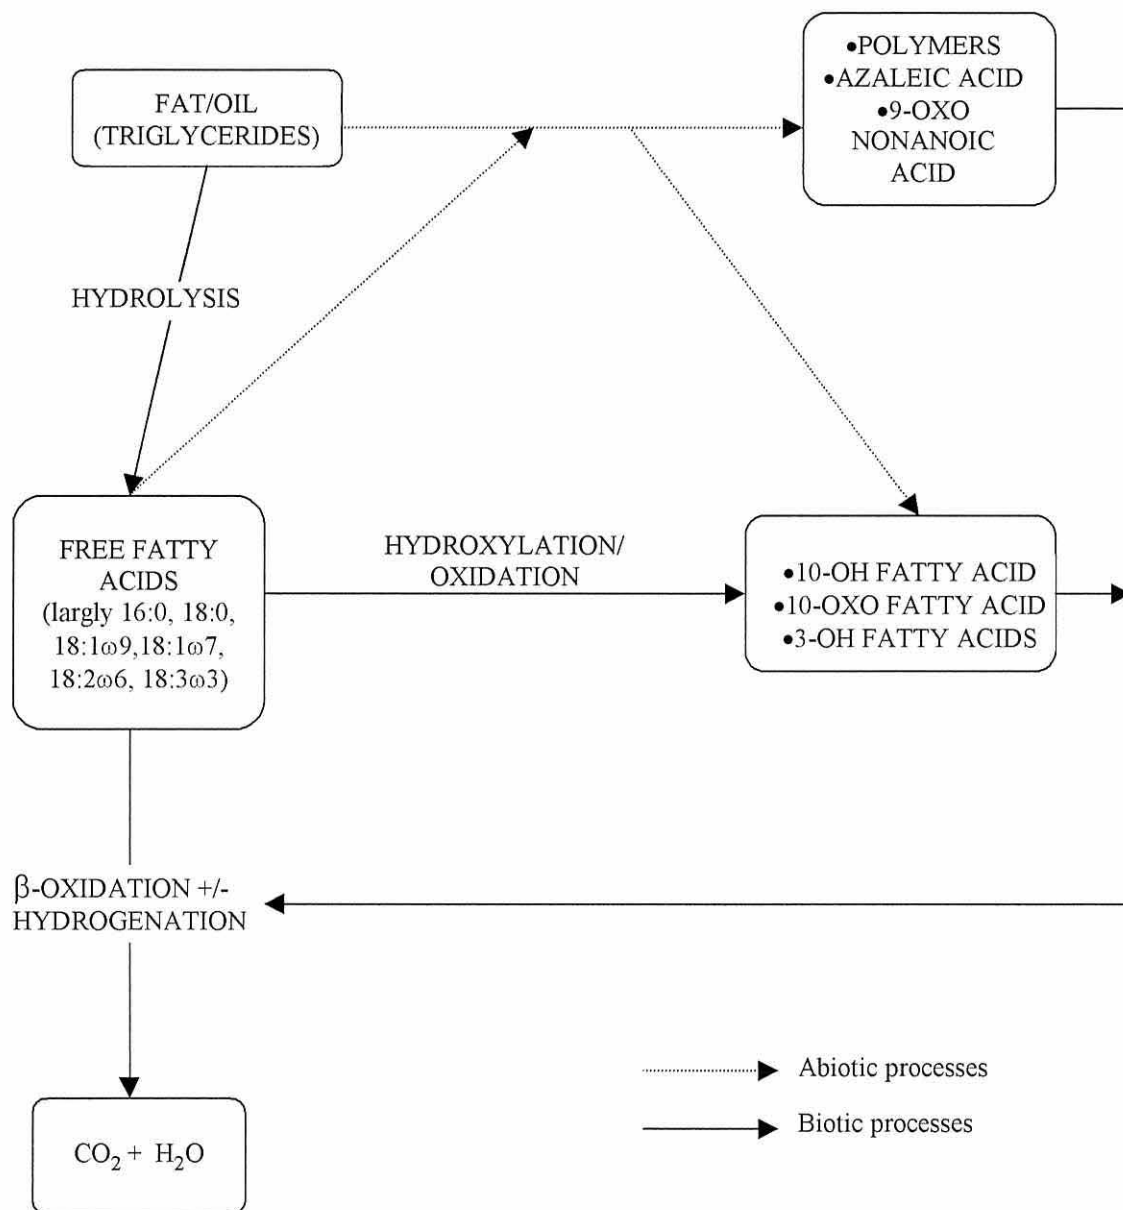 FAT/OIL
(TRIGLYCERIDES)
•POLYMERS
•AZALEIC ACID
•9-OXO
NONANOIC
ACID
HYDROLYSIS
FREE FATTY
ACIDS
(largly 16:0, 18:0,
18:1ω9,18:1ω7,
18:2ω6, 18:3ω3)
HYDROXYLATION/
OXIDATION
•10-OH FATTY ACID
•10-OXO FATTY ACID
•3-OH FATTY ACIDS
β-OXIDATION +/-
HYDROGENATION
Abiotic processes
Biotic processes
CO₂ + H₂O